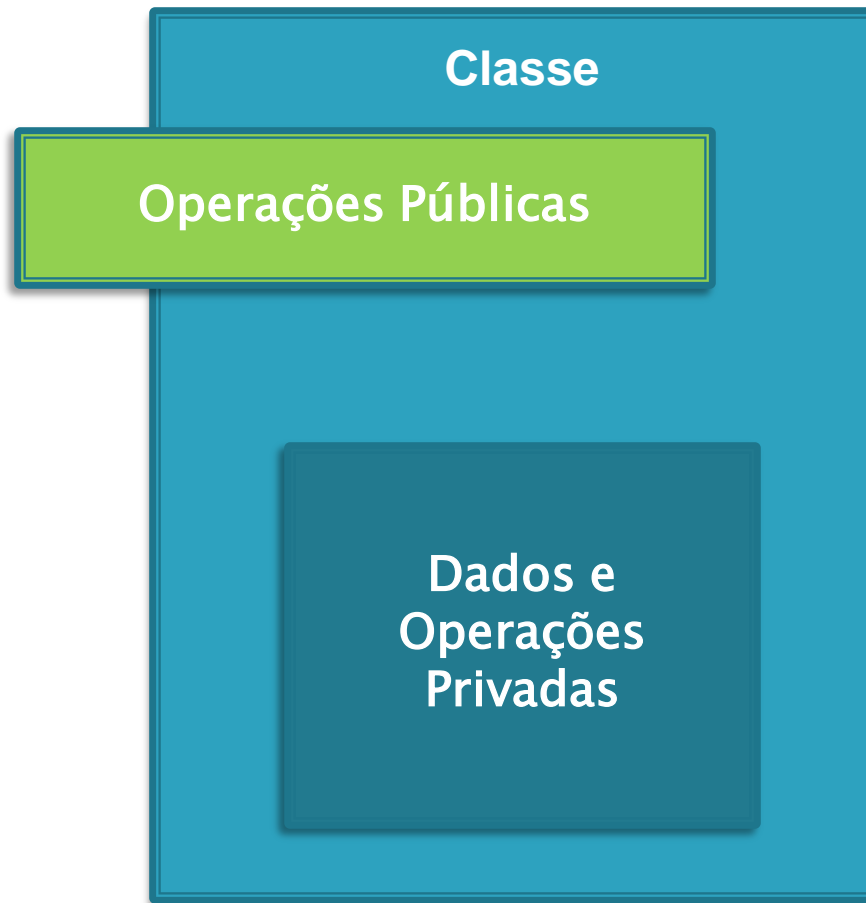 Classe
Operações Públicas
Dados e
Operações
Privadas